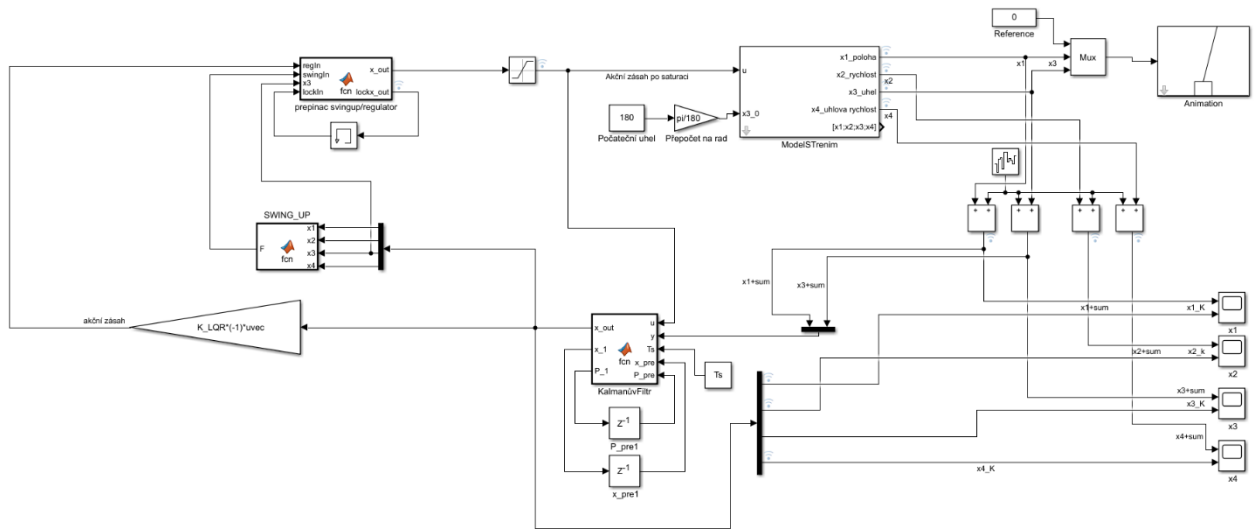 0
Reference
Mux
Animation
regIn
swingIn
x3
lockIn
x_out
lockx_out
fcn
prepinac svingup/regulator
Akční zásah po saturaci
u
x3_0
x1_poloha
x2_rychlost
x3_uhel
x4_uhlova rychlost
[x1;x2;x3;x4]
ModelSTrenim
x1
x3
x2
x4
180
Počáteční uhel
pi/180
Přepočet na rad
SWING_UP
F
fcn
x1
x2
x3
x4
+ +
+ +
+ +
+ +
x1+sum
x3+sum
akční zásah
K_LQR*(-1)*uvec
x_out
x_1
P_1
fcn
u
y
Ts
x_pre
P_pre
KalmanůvFiltr
Ts
Z-1
P_pre1
Z-1
x_pre1
x1+sum
x1_K
x1
x2+sum
x2_k
x2
x3+sum
x3_K
x3
x4+sum
x4_K
x4